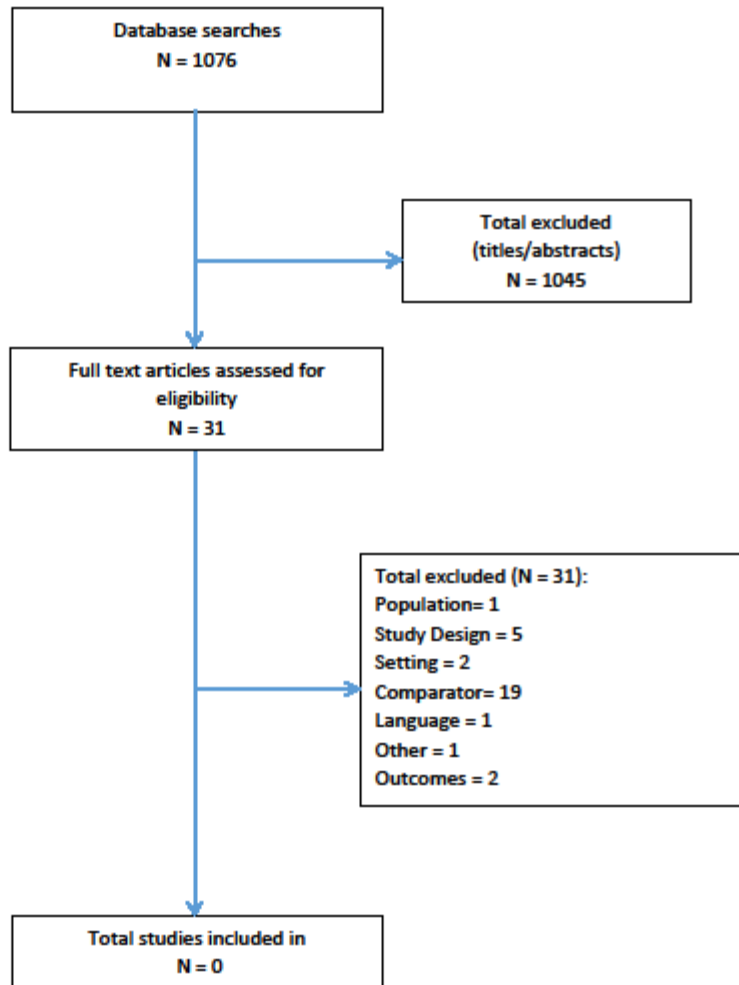 Database searches
N = 1076
Total excluded
(titles/abstracts)
N = 1045
Full text articles assessed for
eligibility
N = 31
Total excluded (N = 31):
Population= 1
Study Design = 5
Setting = 2
Comparator= 19
Language = 1
Other = 1
Outcomes = 2
Total studies included in
N = 0